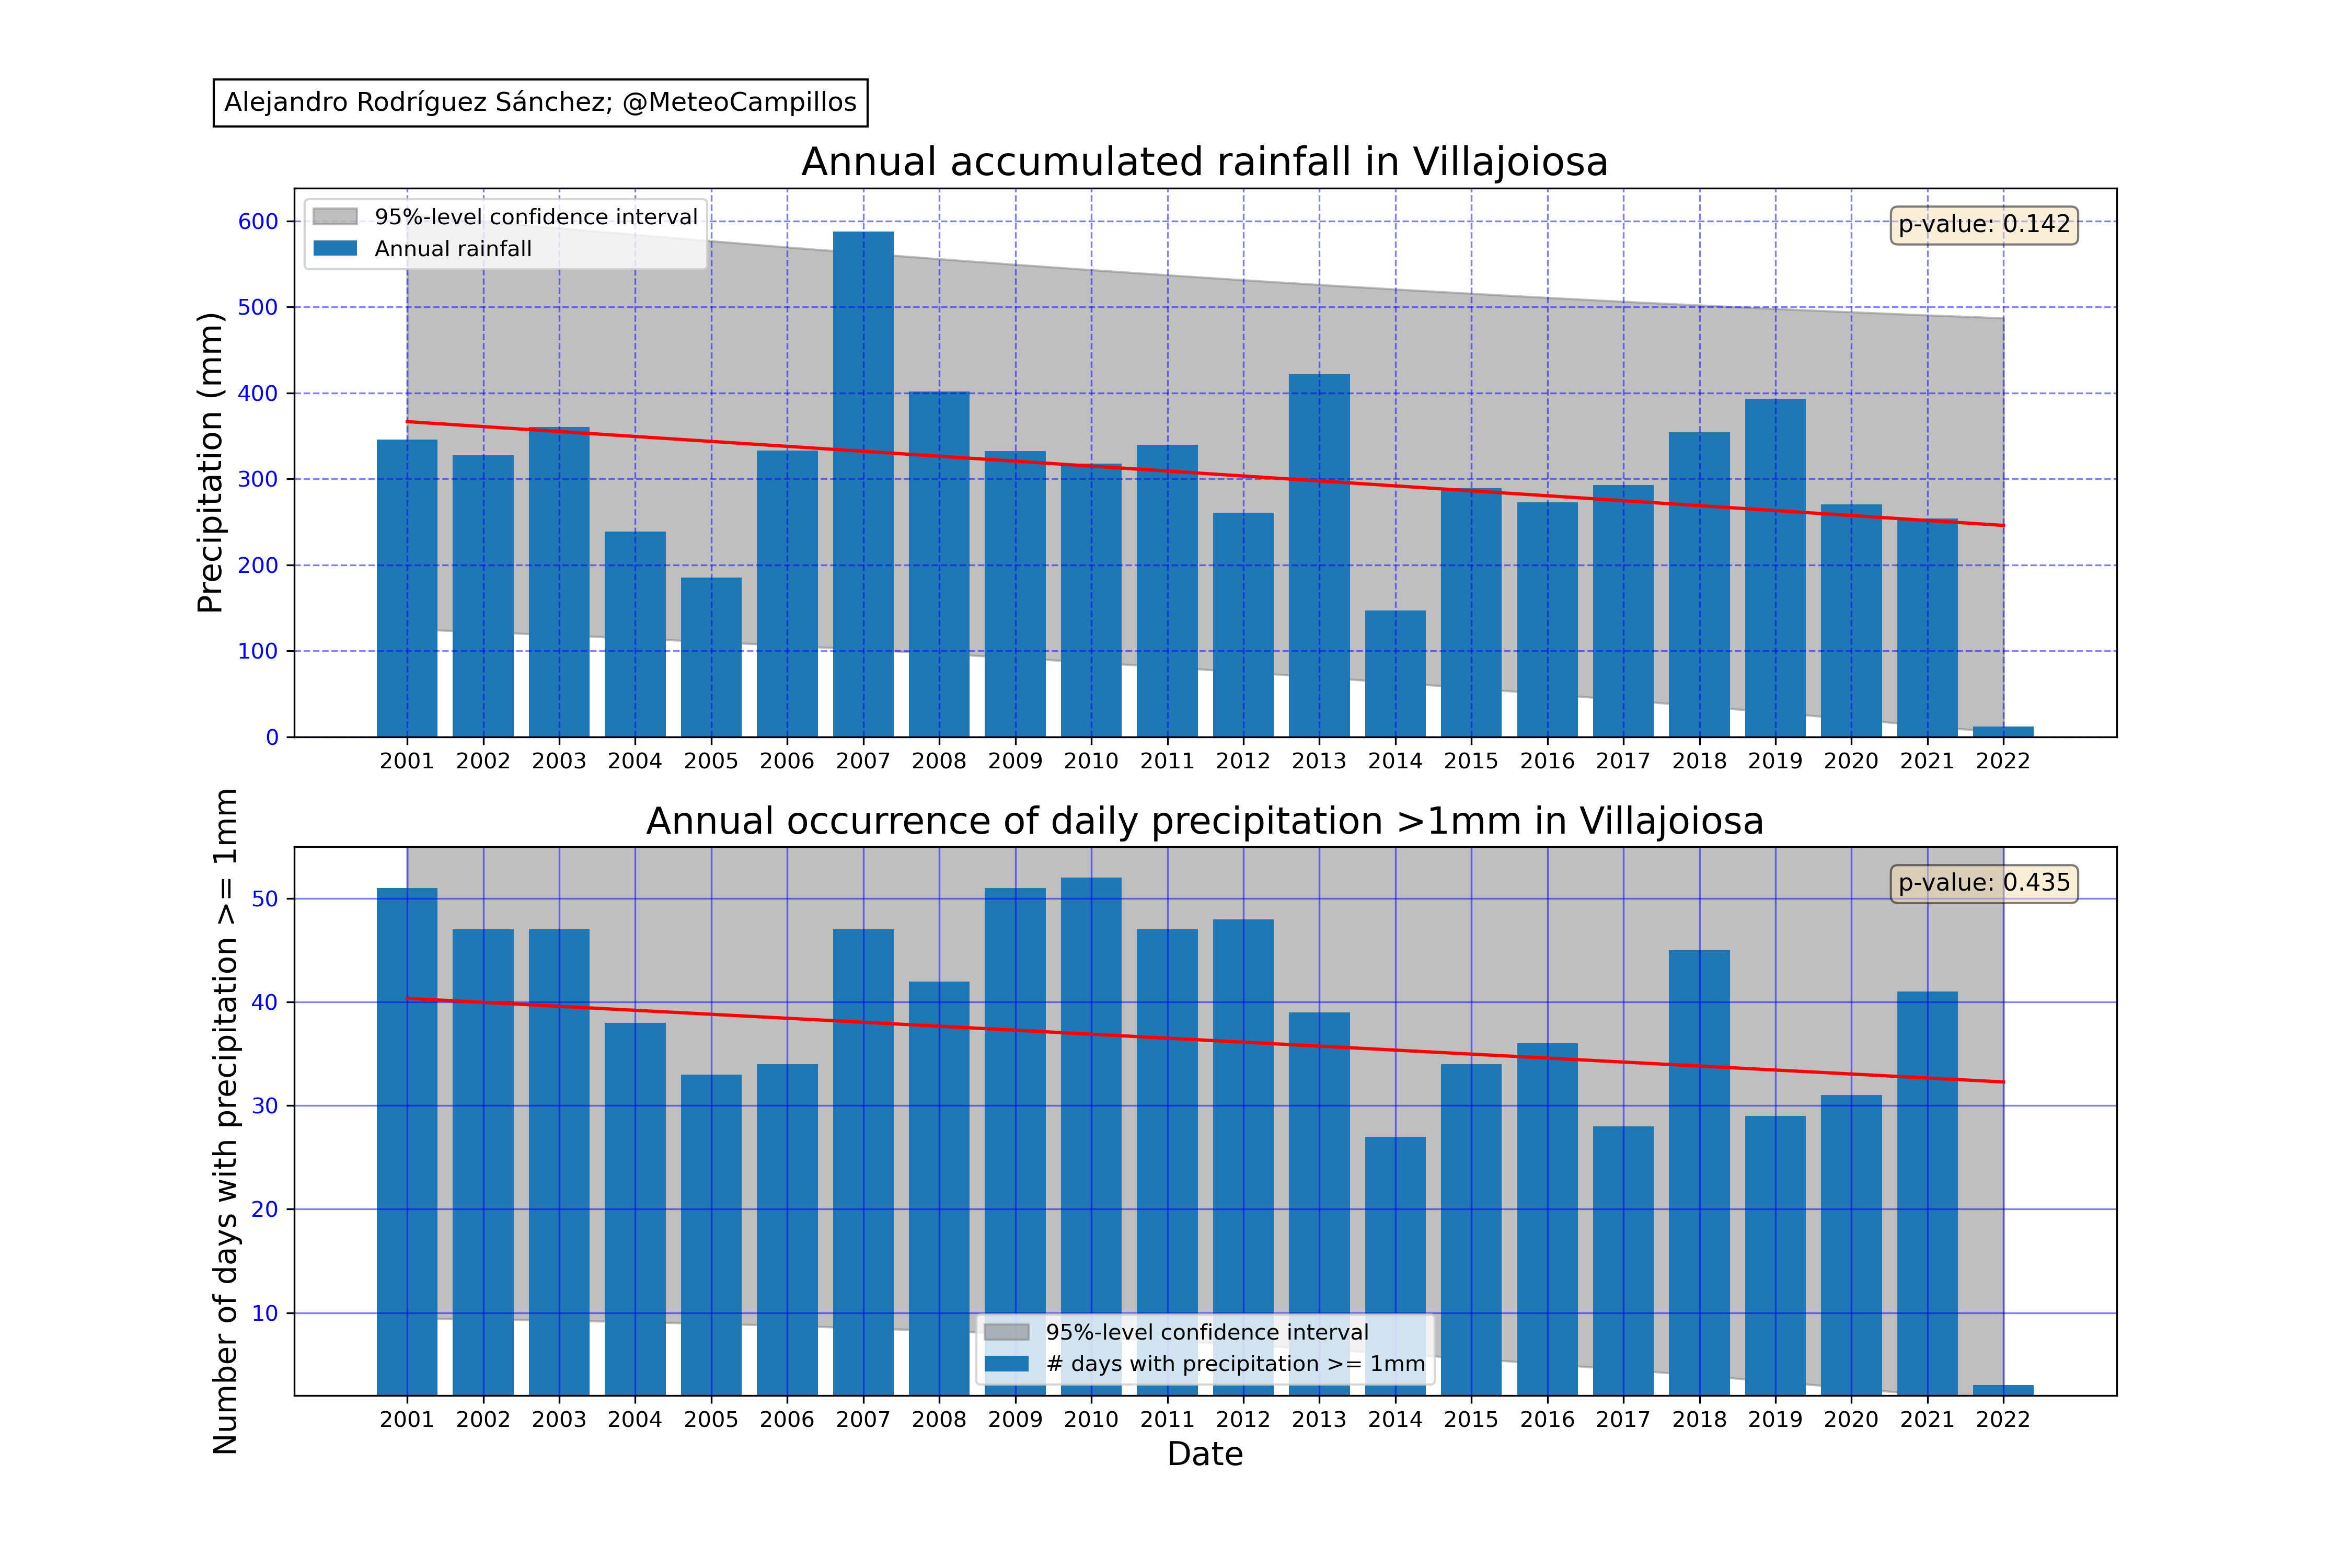 Alejandro Rodríguez Sánchez; @MeteoCampillos
Annual accumulated rainfall in Villajoiosa
95%-level confidence interval
Annual rainfall
p-value: 0.142
Precipitation (mm)
600
500
400
300
200
100
0
2001 2002 2003 2004 2005 2006 2007 2008 2009 2010 2011 2012 2013 2014 2015 2016 2017 2018 2019 2020 2021 2022
Annual occurrence of daily precipitation >1mm in Villajoiosa
p-value: 0.435
Number of days with precipitation >= 1mm
50
40
30
20
10
95%-level confidence interval
# days with precipitation >= 1mm
2001 2002 2003 2004 2005 2006 2007 2008 2009 2010 2011 2012 2013 2014 2015 2016 2017 2018 2019 2020 2021 2022
Date